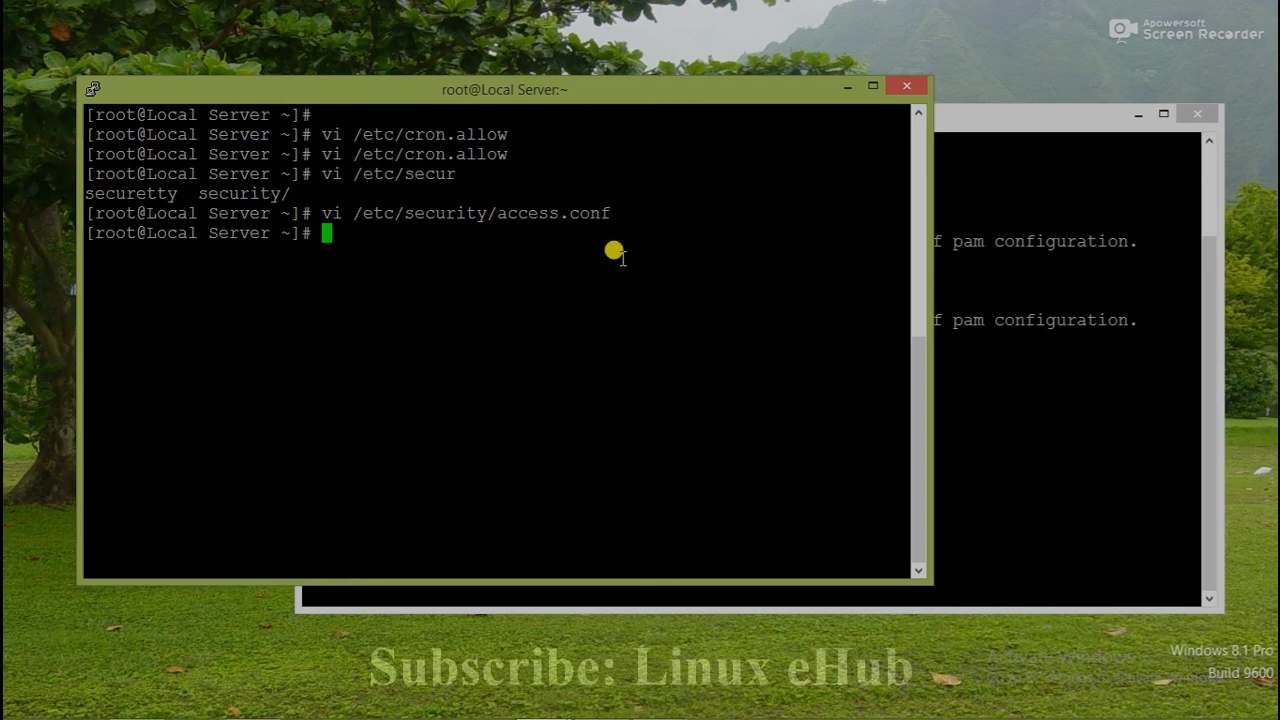 Apowersoft
Screen Recorder
root@Local Server:~
[root@Local Server ~]#
[root@Local Server ~]# vi /etc/cron.allow
[root@Local Server ~]# vi /etc/cron.allow
[root@Local Server ~]# vi /etc/secur
securetty security/
[root@Local Server ~]# vi /etc/security/access.conf
[root@Local Server ~]#
f pam configuration.
f pam configuration.
Subscribe: Linux eHub
Activate Windows
Windows 8.1 Pro
Build 9600